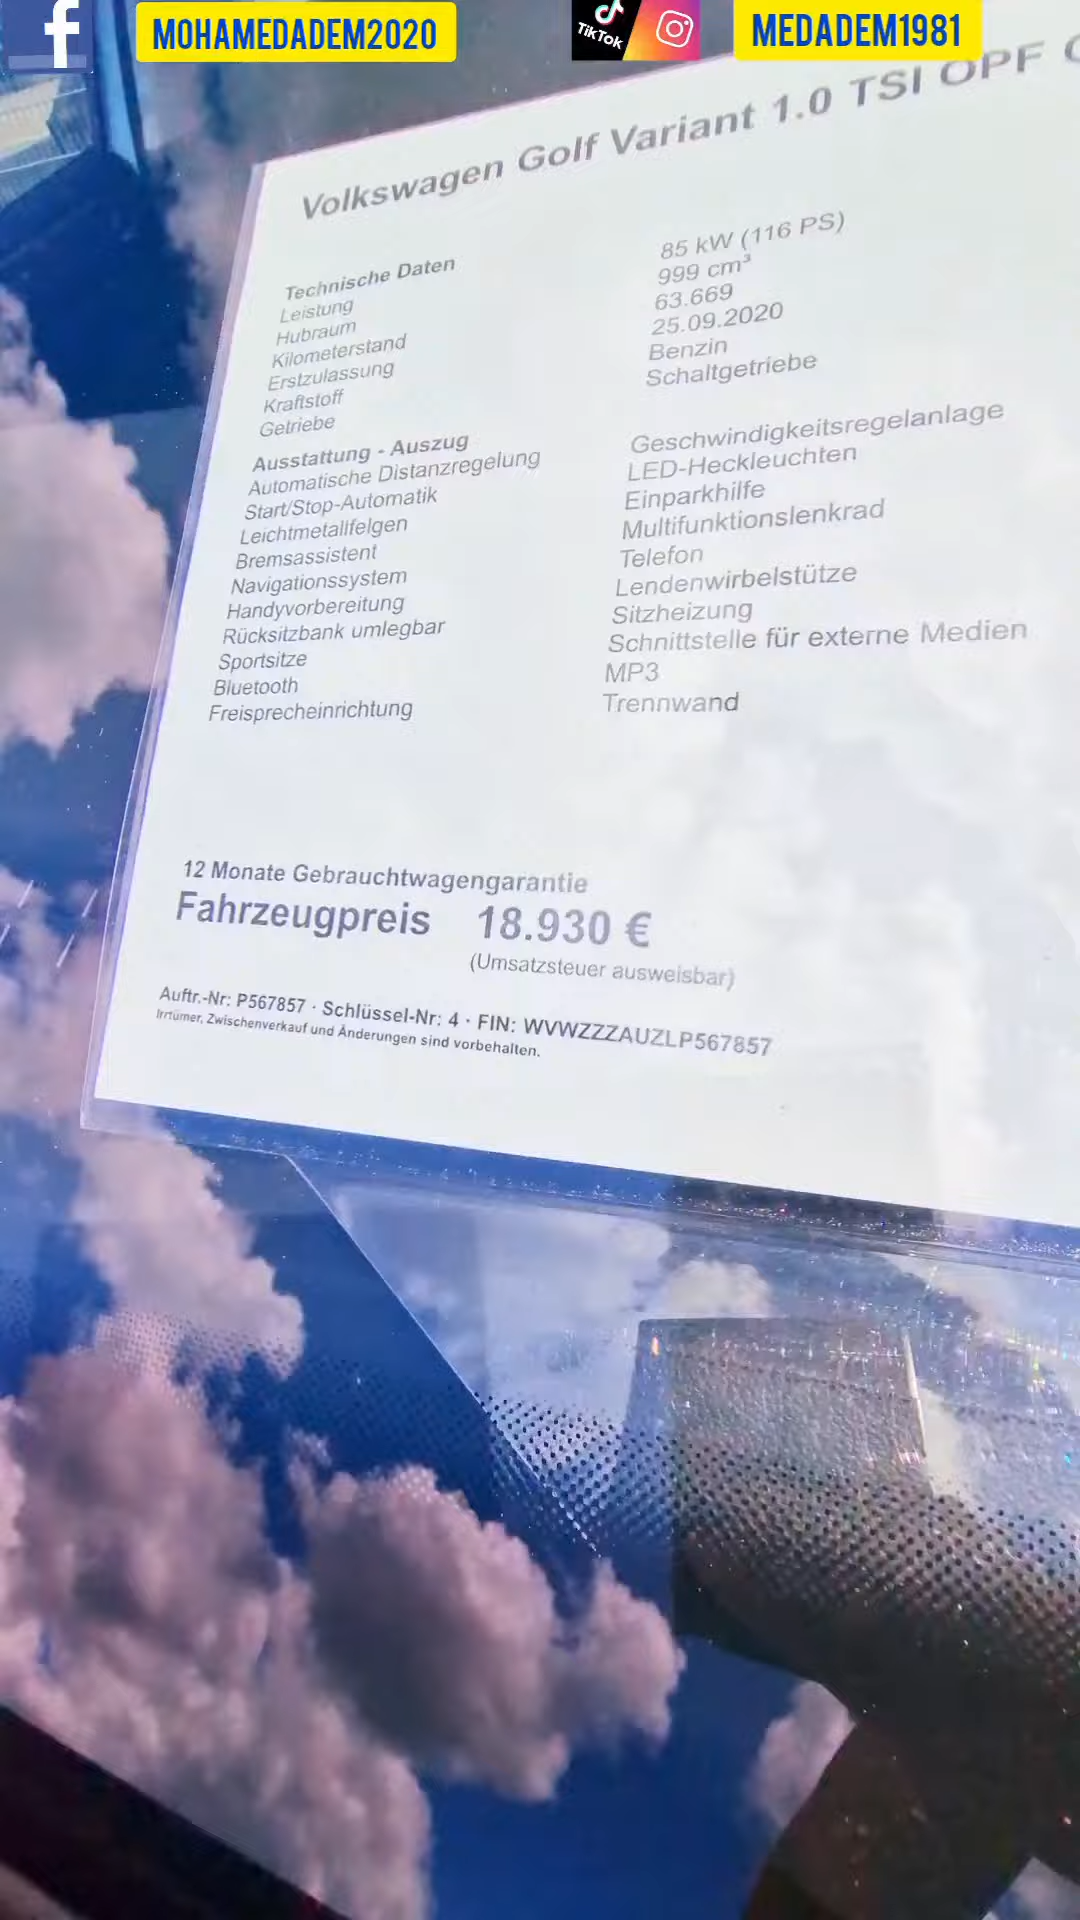 MOHAMEDADEM2020
TikTok
MEDADEM1981
Volkswagen Golf Variant 1.0 TSI OPF
Technische Daten
Leistung 85 kW (116 PS)
Hubraum 999 cm³
Kilometerstand 63.669
Erstzulassung 25.09.2020
Kraftstoff Benzin
Getriebe Schaltgetriebe
Ausstattung - Auszug
Automatische Distanzregelung Geschwindigkeitsregelanlage
Start/Stop-Automatik LED-Heckleuchten
Leichtmetallfelgen Einparkhilfe
Bremsassistent Multifunktionslenkrad
Navigationssystem Telefon
Handyvorbereitung Lendenwirbelstütze
Rücksitzbank umlegbar Sitzheizung
Sportsitze Schnittstelle für externe Medien
Bluetooth MP3
Freisprecheinrichtung Trennwand
12 Monate Gebrauchtwagengarantie
Fahrzeugpreis 18.930 €
(Umsatzsteuer ausweisbar)
Auftr.-Nr: P567857 · Schlüssel-Nr: 4 · FIN: WVWZZZAUZLP567857
Irrtümer, Zwischenverkauf und Änderungen sind vorbehalten.